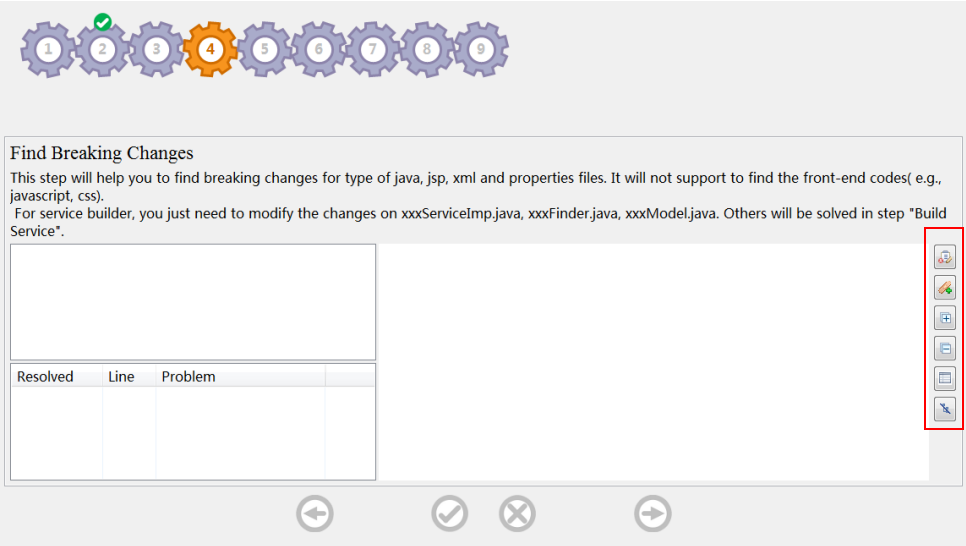 1 2 3 4 5 6 7 8 9
Find Breaking Changes
This step will help you to find breaking changes for type of java, jsp, xml and properties files. It will not support to find the front-end codes( e.g.,
javascript, css).
For service builder, you just need to modify the changes on xxxServiceImp.java, xxxFinder.java, xxxModel.java. Others will be solved in step "Build
Service".
Resolved Line Problem